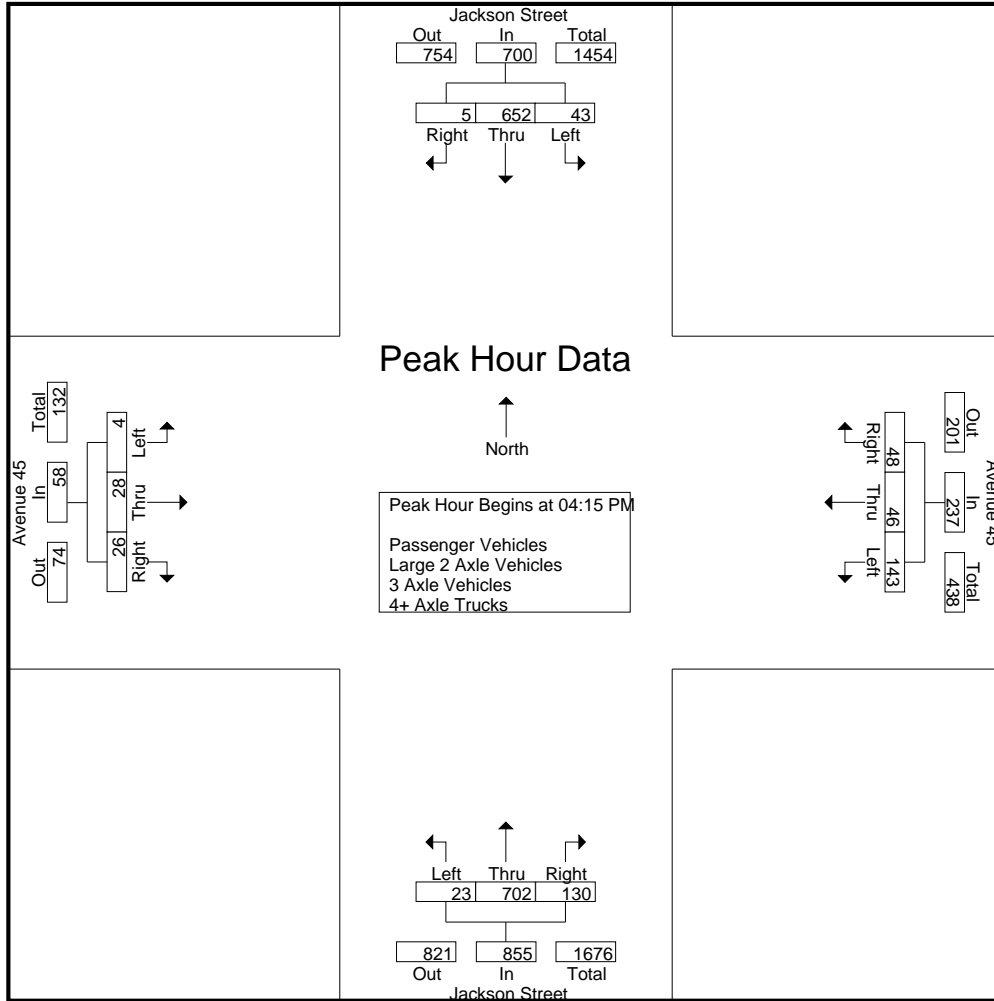 Jackson Street
Out In Total
754 700 1454
5 652 43
Right Thru Left
Peak Hour Data
North
Peak Hour Begins at 04:15 PM
Passenger Vehicles
Large 2 Axle Vehicles
3 Axle Vehicles
4+ Axle Trucks
Avenue 45
Out In Total
74 58 132
26 28 4
Right Thru Left
Avenue 45
Out In Total
201 237 438
48 46 143
Right Thru Left
Left Thru Right
23 702 130
821 855 1676
Out In Total
Jackson Street